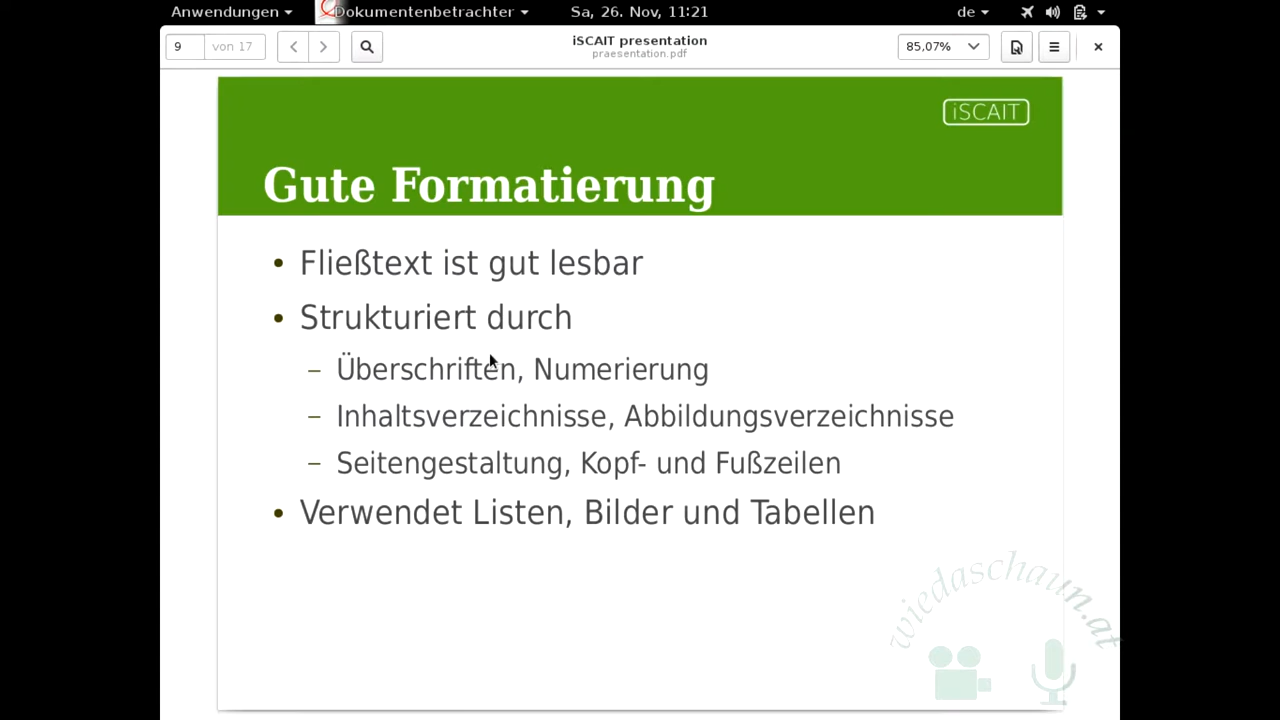 Anwendungen Dokumentenbetrachter Sa, 26. Nov, 11:21 de
9 von 17 iSCAIT presentation 85,07%
praesentation.pdf
iSCAIT
Gute Formatierung
• Fließtext ist gut lesbar
• Strukturiert durch
– Überschriften, Numerierung
– Inhaltsverzeichnisse, Abbildungsverzeichnisse
– Seitengestaltung, Kopf- und Fußzeilen
• Verwendet Listen, Bilder und Tabellen
wiedaschaun.at